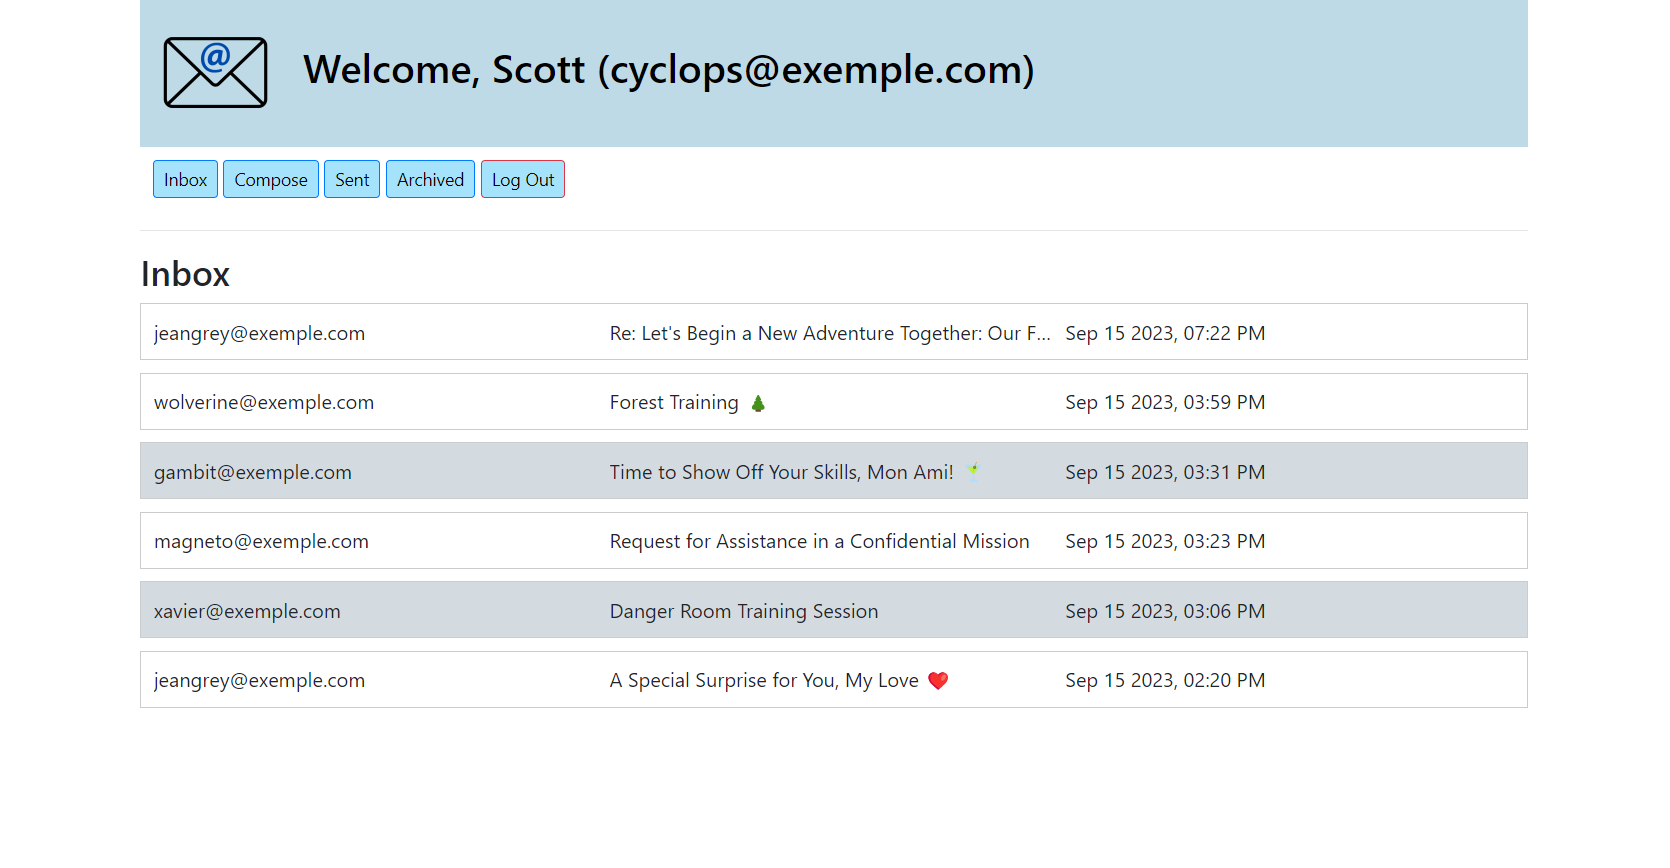 @
Welcome, Scott (cyclops@exemple.com)
Inbox Compose Sent Archived Log Out
Inbox
jeangrey@exemple.com Re: Let's Begin a New Adventure Together: Our F... Sep 15 2023, 07:22 PM
wolverine@exemple.com Forest Training 🌲 Sep 15 2023, 03:59 PM
gambit@exemple.com Time to Show Off Your Skills, Mon Ami! 🍸 Sep 15 2023, 03:31 PM
magneto@exemple.com Request for Assistance in a Confidential Mission Sep 15 2023, 03:23 PM
xavier@exemple.com Danger Room Training Session Sep 15 2023, 03:06 PM
jeangrey@exemple.com A Special Surprise for You, My Love ❤️ Sep 15 2023, 02:20 PM